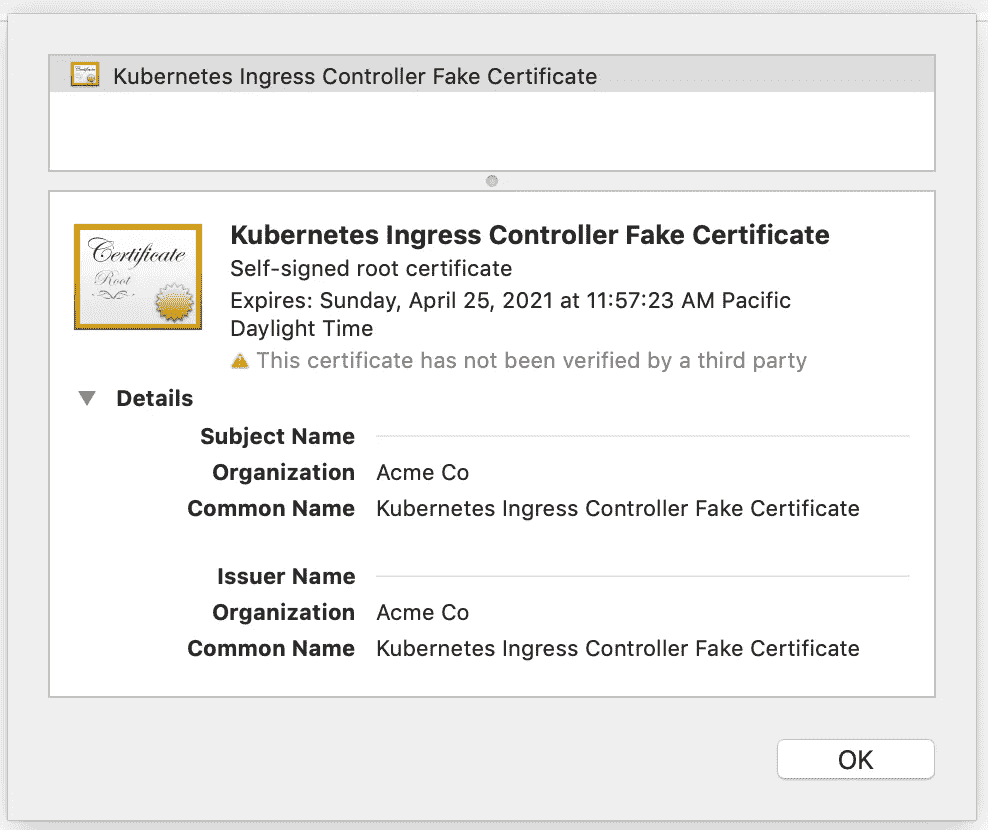 Kubernetes Ingress Controller Fake Certificate
Certificate
Root
Kubernetes Ingress Controller Fake Certificate
Self-signed root certificate
Expires: Sunday, April 25, 2021 at 11:57:23 AM Pacific
Daylight Time
This certificate has not been verified by a third party
Details
Subject Name
Organization Acme Co
Common Name Kubernetes Ingress Controller Fake Certificate
Issuer Name
Organization Acme Co
Common Name Kubernetes Ingress Controller Fake Certificate
OK